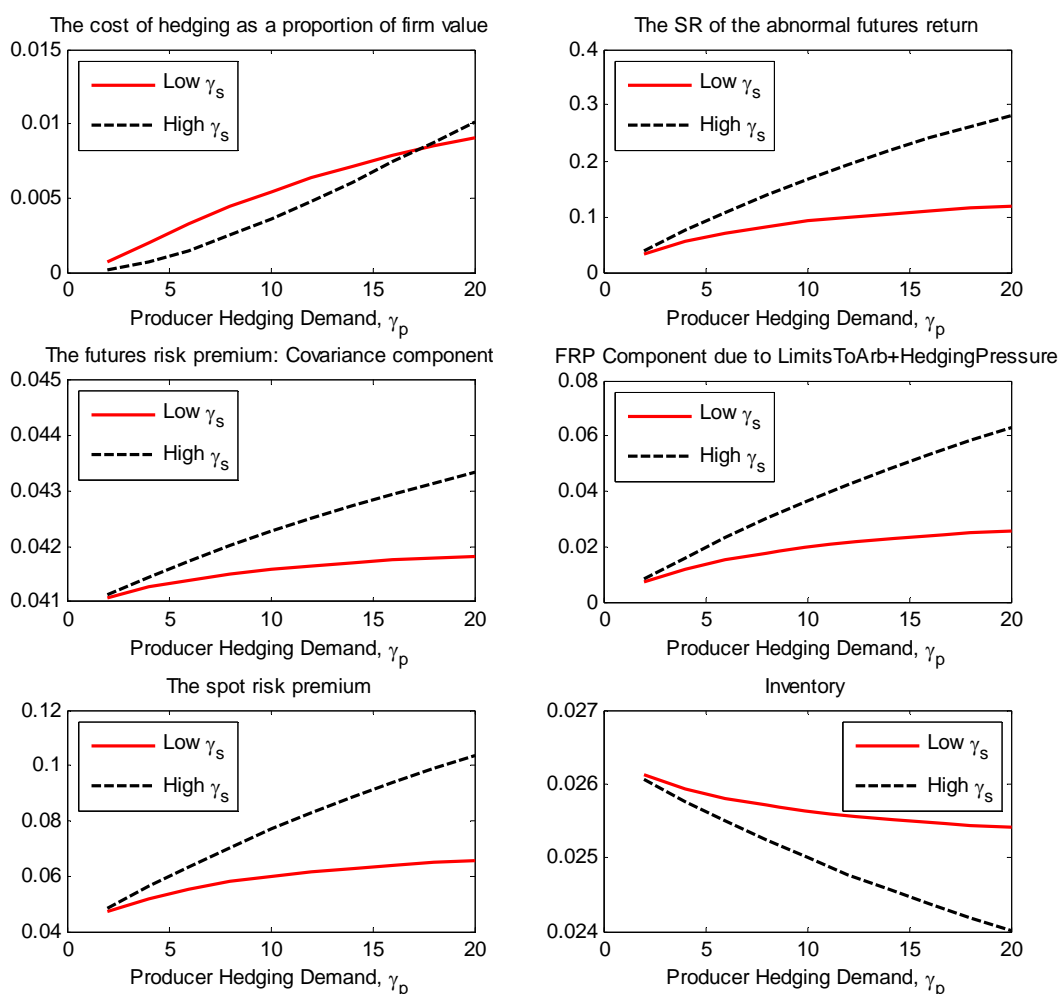 The cost of hedging as a proportion of firm value
0.015
0.01
0.005
0
Low γs
High γs
0
5
10
15
20
Producer Hedging Demand, γp
The SR of the abnormal futures return
0.4
0.3
0.2
0.1
0
Low γs
High γs
0
5
10
15
20
Producer Hedging Demand, γp
The futures risk premium: Covariance component
0.045
0.044
0.043
0.042
0.041
Low γs
High γs
0
5
10
15
20
Producer Hedging Demand, γp
FRP Component due to LimitsToArb+HedgingPressure
0.08
0.06
0.04
0.02
0
Low γs
High γs
0
5
10
15
20
Producer Hedging Demand, γp
The spot risk premium
0.12
0.1
0.08
0.06
0.04
Low γs
High γs
0
5
10
15
20
Producer Hedging Demand, γp
Inventory
0.027
0.026
0.025
0.024
Low γs
High γs
0
5
10
15
20
Producer Hedging Demand, γp